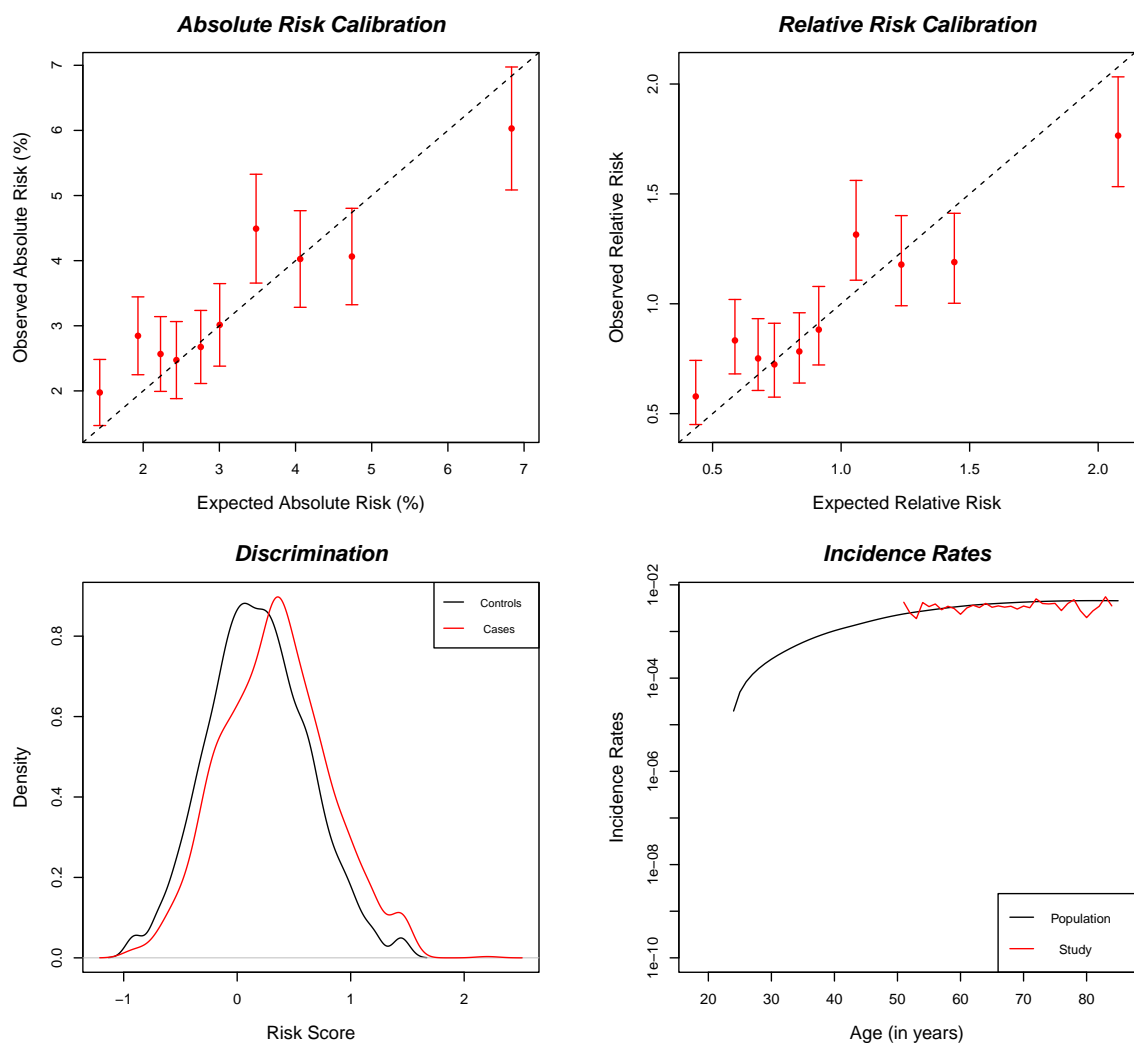 Absolute Risk Calibration
Observed Absolute Risk (%)
7
6
5
4
3
2
2 3 4 5 6 7
Expected Absolute Risk (%)
Relative Risk Calibration
Observed Relative Risk
2.0
1.5
1.0
0.5
0.5 1.0 1.5 2.0
Expected Relative Risk
Discrimination
Controls
Cases
Density
0.8
0.6
0.4
0.2
0.0
−1 0 1 2
Risk Score
Incidence Rates
Incidence Rates
1e−02
1e−04
1e−06
1e−08
1e−10
Population
Study
20 30 40 50 60 70 80
Age (in years)